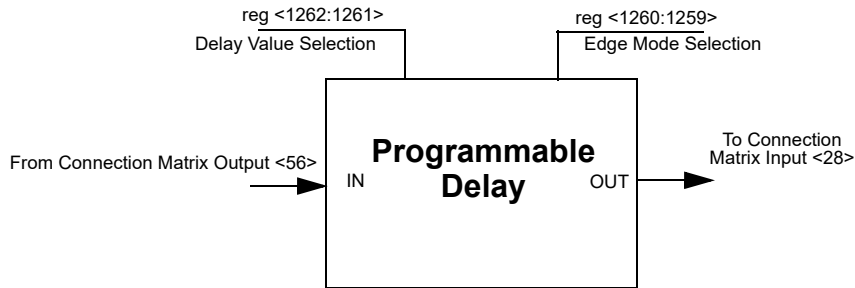 reg <1262:1261>
Delay Value Selection
reg <1260:1259>
Edge Mode Selection
From Connection Matrix Output <56>
IN
Programmable
Delay
OUT
To Connection
Matrix Input <28>